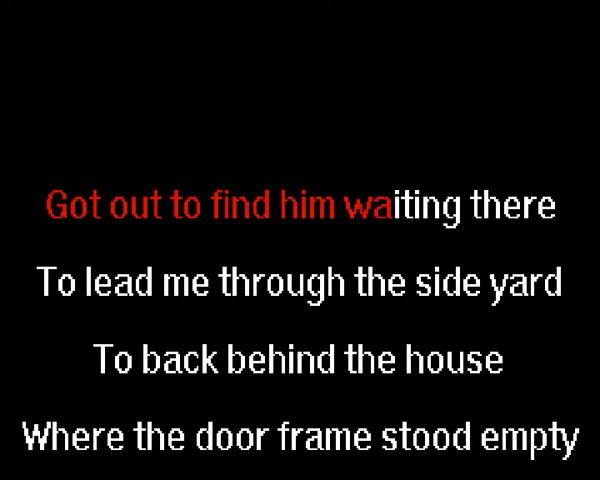 Got out to find him waiting there
To lead me through the side yard
To back behind the house
Where the door frame stood empty